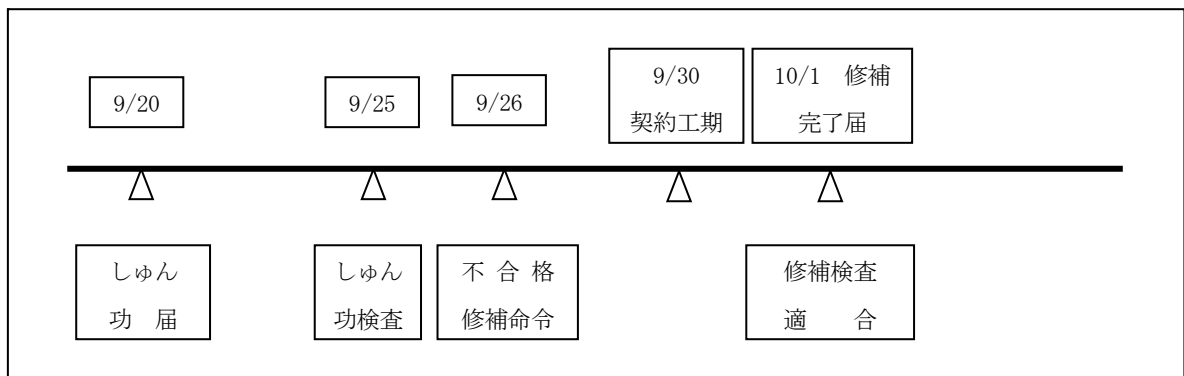 9/20
9/25
9/26
9/30
契約工期
10/1　修補
完了届
しゅん
功　届
しゅん
功検査
不 合 格
修補命令
修補検査
適　　合